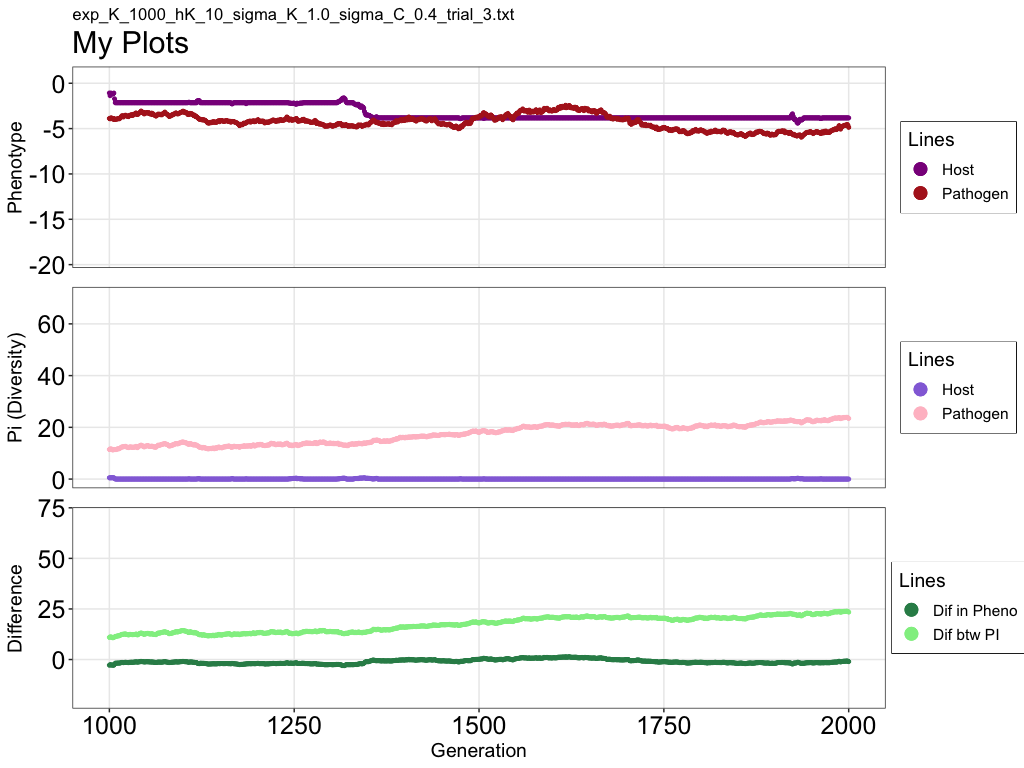 exp_K_1000_hK_10_sigma_K_1.0_sigma_C_0.4_trial_3.txt
My Plots
Phenotype
0
-5
-10
-15
-20
Lines
Host
Pathogen
Pi (Diversity)
60
40
20
0
Lines
Host
Pathogen
Difference
75
50
25
0
Lines
Dif in Pheno
Dif btw PI
1000 1250 1500 1750 2000
Generation